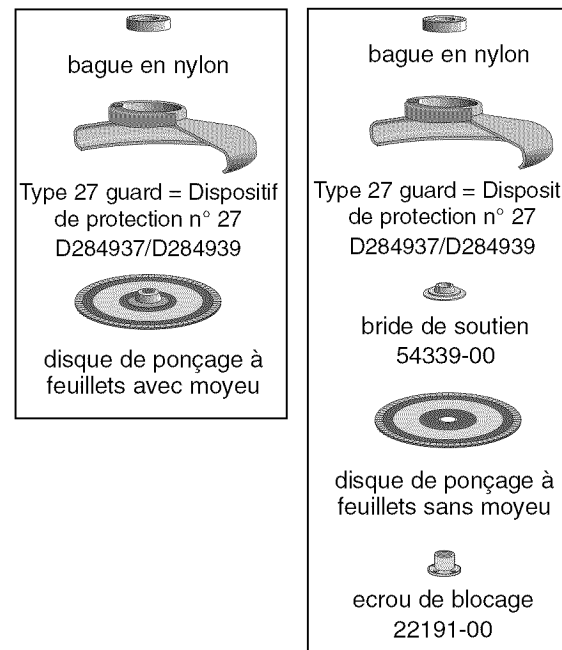 bague en nylon
Type 27 guard = Dispositif
de protection n° 27
D284937/D284939
disque de ponçage à
feuillets avec moyeu
bague en nylon
Type 27 guard = Disposit
de protection n° 27
D284937/D284939
bride de soutien
54339-00
disque de ponçage à
feuillets sans moyeu
ecrou de blocage
22191-00